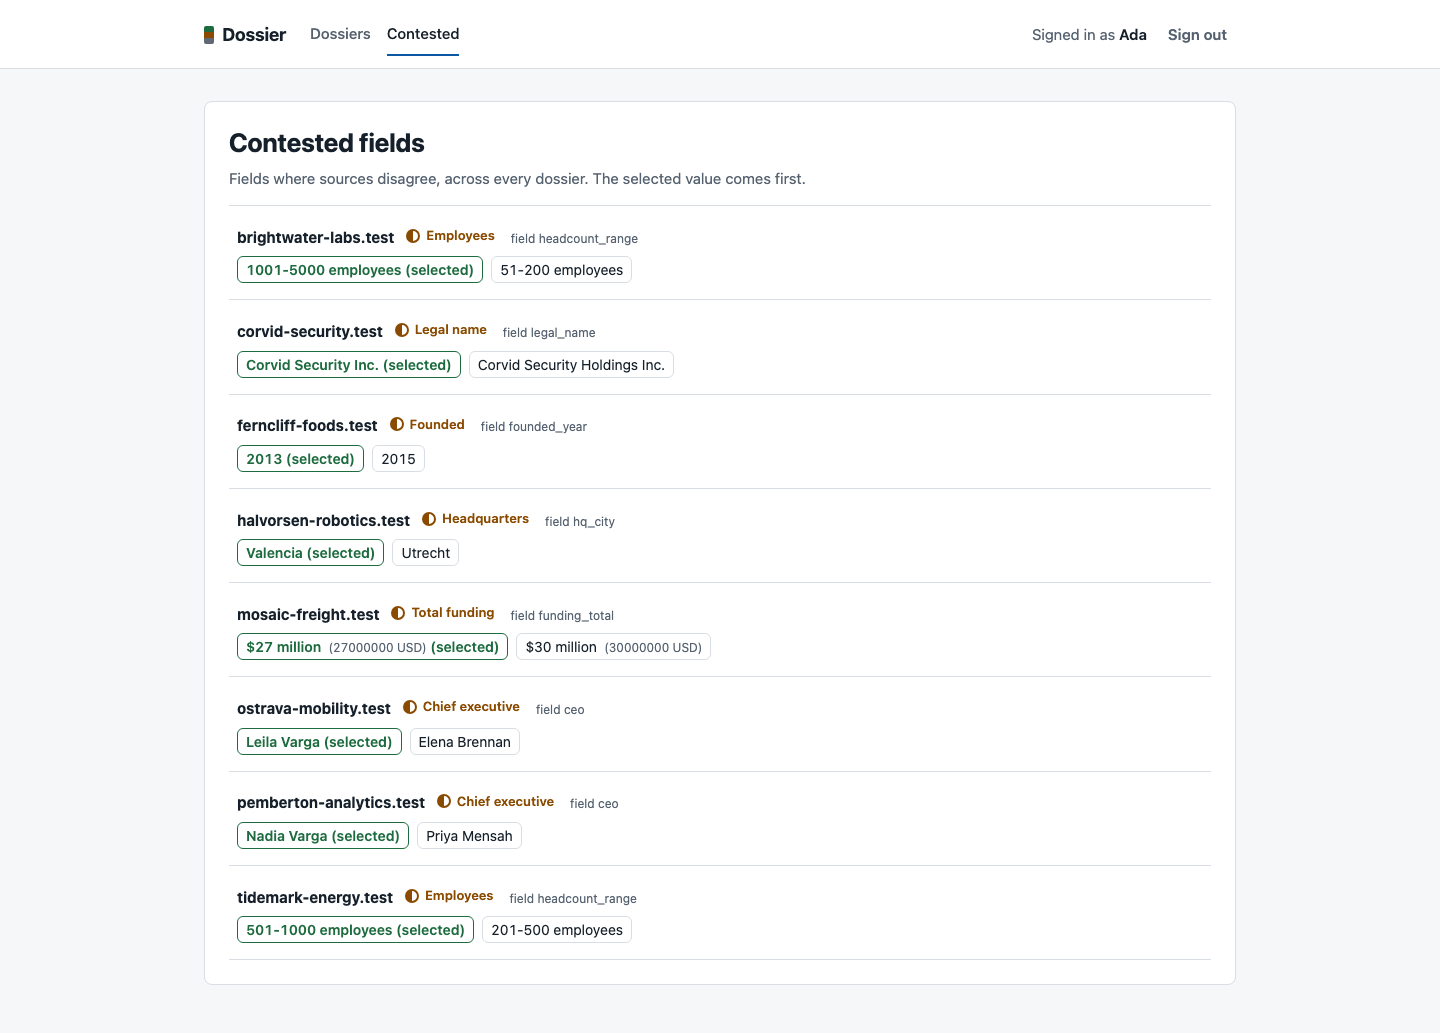 Dossier Dossiers Contested Signed in as Ada Sign out
Contested fields
Fields where sources disagree, across every dossier. The selected value comes first.
brightwater-labs.test Employees field headcount_range
1001-5000 employees (selected) 51-200 employees
corvid-security.test Legal name field legal_name
Corvid Security Inc. (selected) Corvid Security Holdings Inc.
ferncliff-foods.test Founded field founded_year
2013 (selected) 2015
halvorsen-robotics.test Headquarters field hq_city
Valencia (selected) Utrecht
mosaic-freight.test Total funding field funding_total
$27 million (27000000 USD) (selected) $30 million (30000000 USD)
ostrava-mobility.test Chief executive field ceo
Leila Varga (selected) Elena Brennan
pemberton-analytics.test Chief executive field ceo
Nadia Varga (selected) Priya Mensah
tidemark-energy.test Employees field headcount_range
501-1000 employees (selected) 201-500 employees